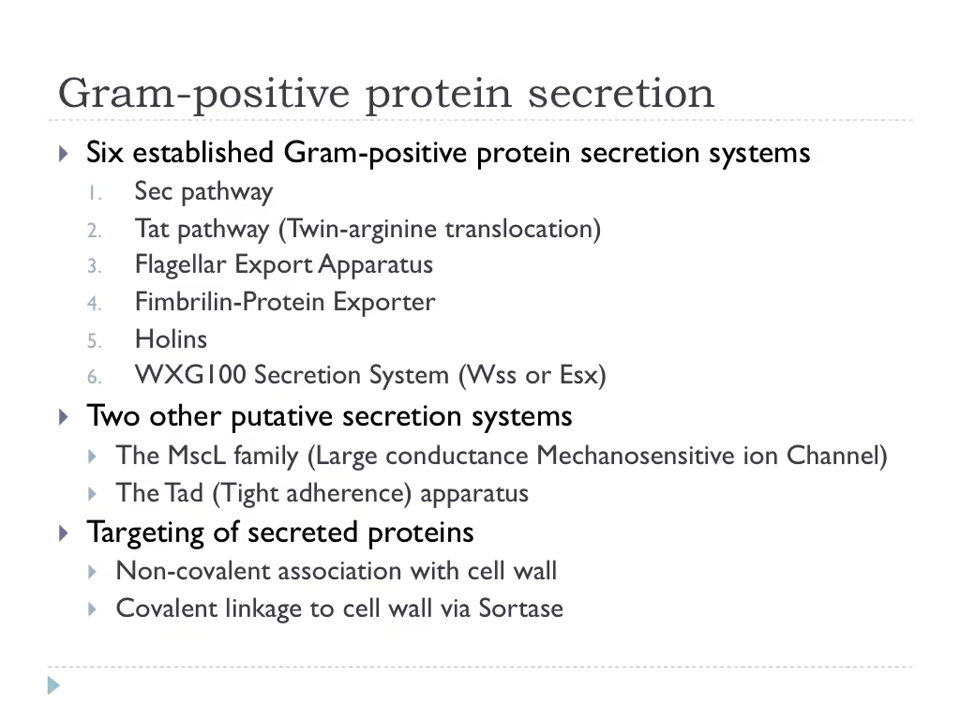 Gram-positive protein secretion
Six established Gram-positive protein secretion systems
1. Sec pathway
2. Tat pathway (Twin-arginine translocation)
3. Flagellar Export Apparatus
4. Fimbrilin-Protein Exporter
5. Holins
6. WXG100 Secretion System (Wss or Esx)
Two other putative secretion systems
The MscL family (Large conductance Mechanosensitive ion Channel)
The Tad (Tight adherence) apparatus
Targeting of secreted proteins
Non-covalent association with cell wall
Covalent linkage to cell wall via Sortase